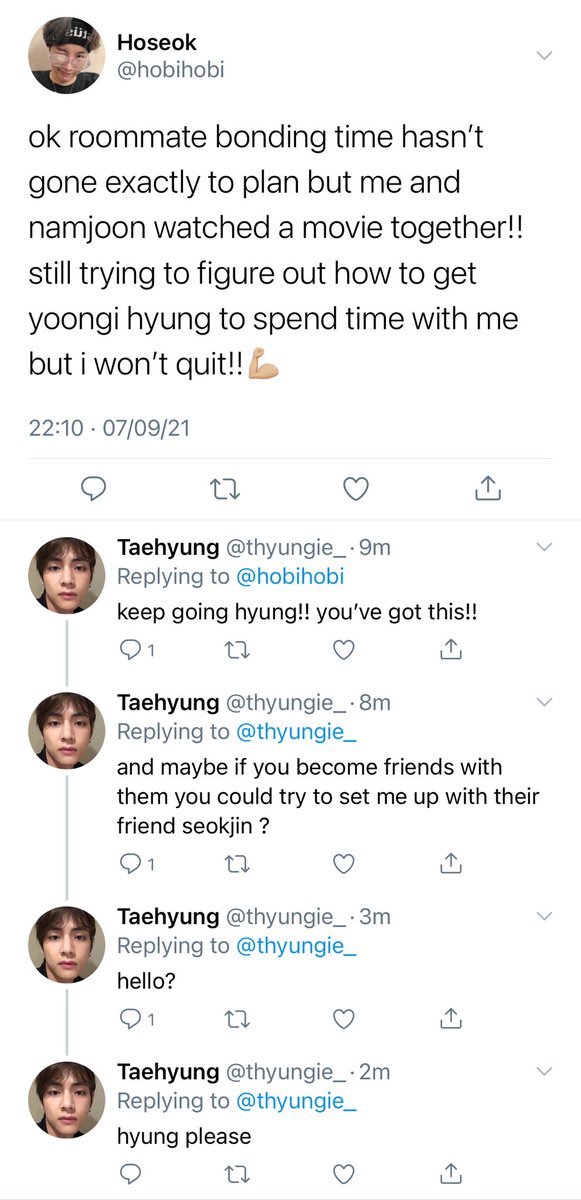 Hoseok
@hobihobi
ok roommate bonding time hasn’t
gone exactly to plan but me and
namjoon watched a movie together!!
still trying to figure out how to get
yoongi hyung to spend time with me
but i won’t quit!!💪🏼
22:10 · 07/09/21
Taehyung @thyungie_ · 9m
Replying to @hobihobi
keep going hyung!! you’ve got this!!
1
Taehyung @thyungie_ · 8m
Replying to @thyungie_
and maybe if you become friends with
them you could try to set me up with their
friend seokjin ?
1
Taehyung @thyungie_ · 3m
Replying to @thyungie_
hello?
1
Taehyung @thyungie_ · 2m
Replying to @thyungie_
hyung please